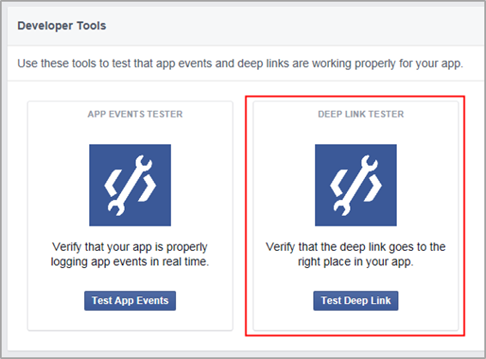 Developer Tools
Use these tools to test that app events and deep links are working properly for your app.
APP EVENTS TESTER
Verify that your app is properly
logging app events in real time.
Test App Events
DEEP LINK TESTER
Verify that the deep link goes to the
right place in your app.
Test Deep Link